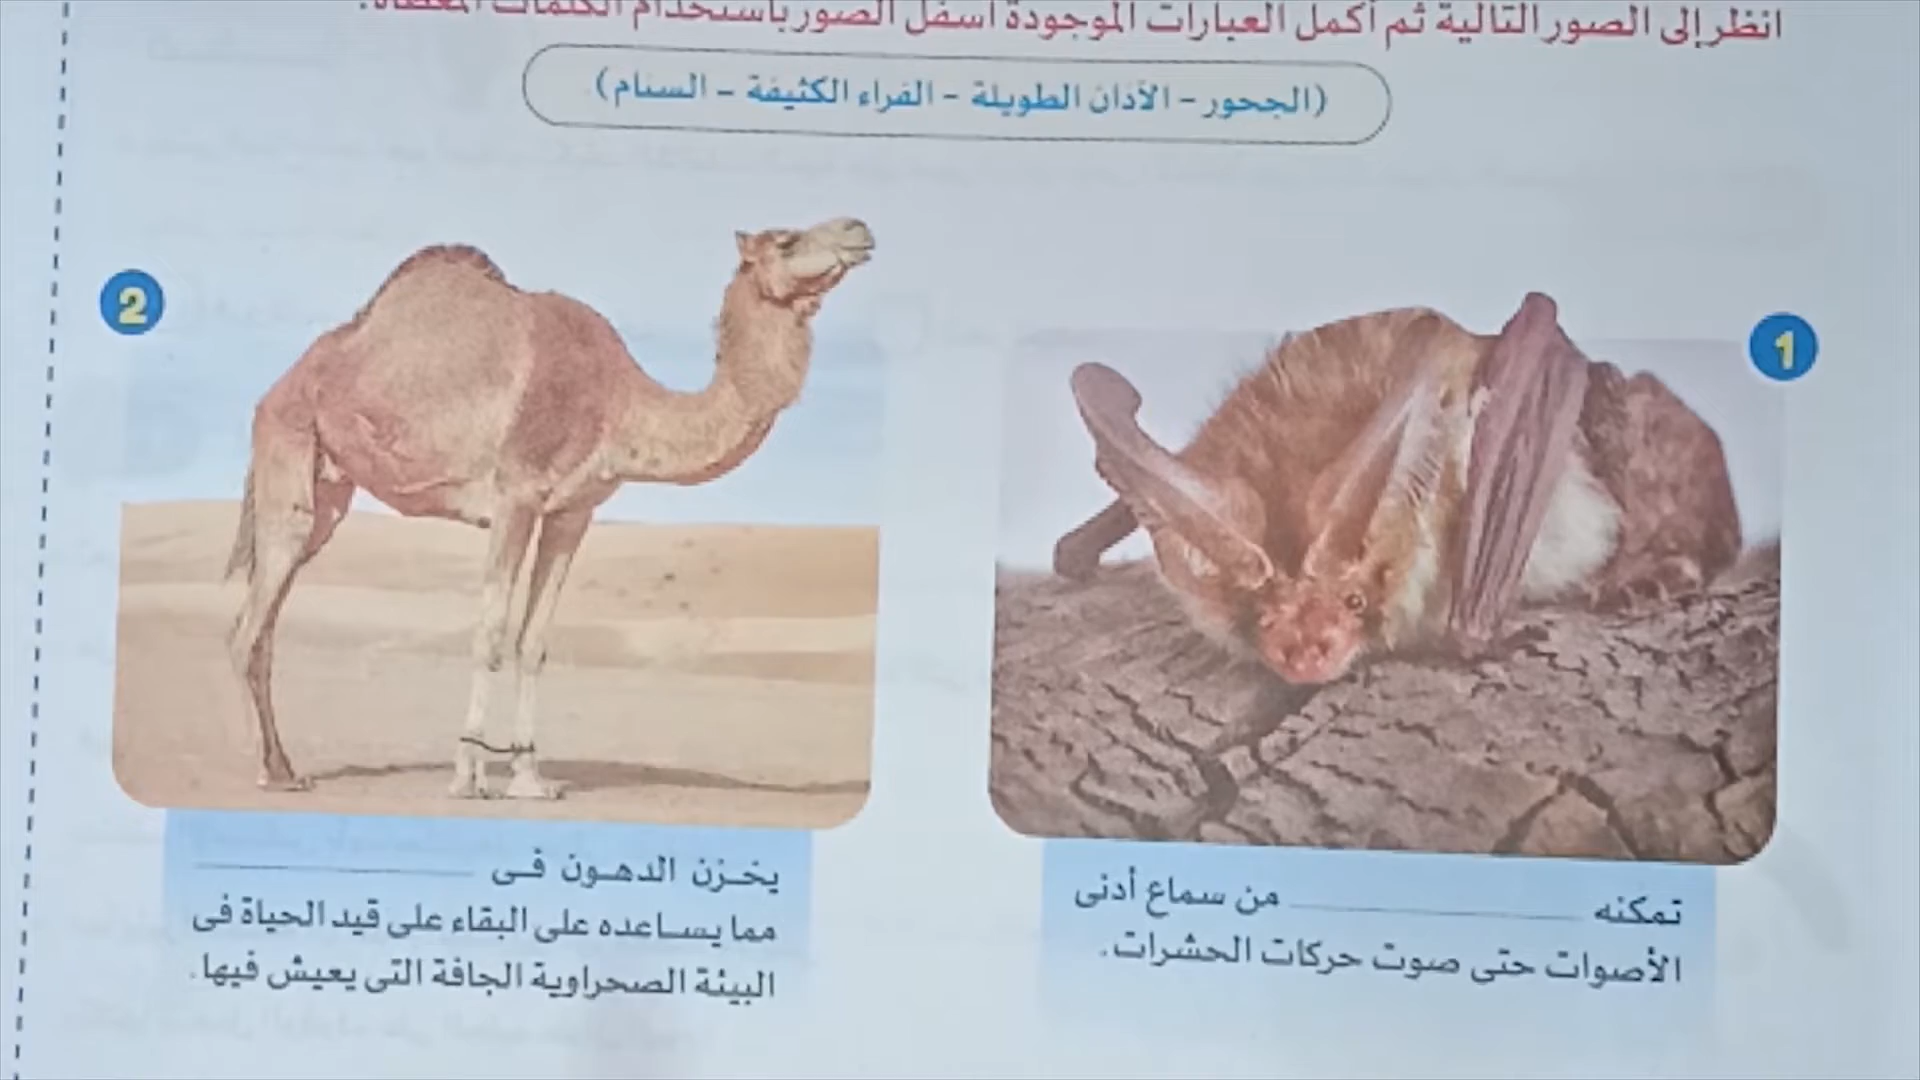 انظر إلى الصور التالية ثم أكمل العبارات الموجودة أسفل الصور باستخدام الكلمات المعطاة:
(الجحور - الآذان الطويلة - الفراء الكثيفة - السنام)
1
تمكنه ____________ من سماع أدنى
الأصوات حتى صوت حركات الحشرات.
2
يخزن الدهون فى ____________
مما يساعده على البقاء على قيد الحياة فى
البيئة الصحراوية الجافة التى يعيش فيها.